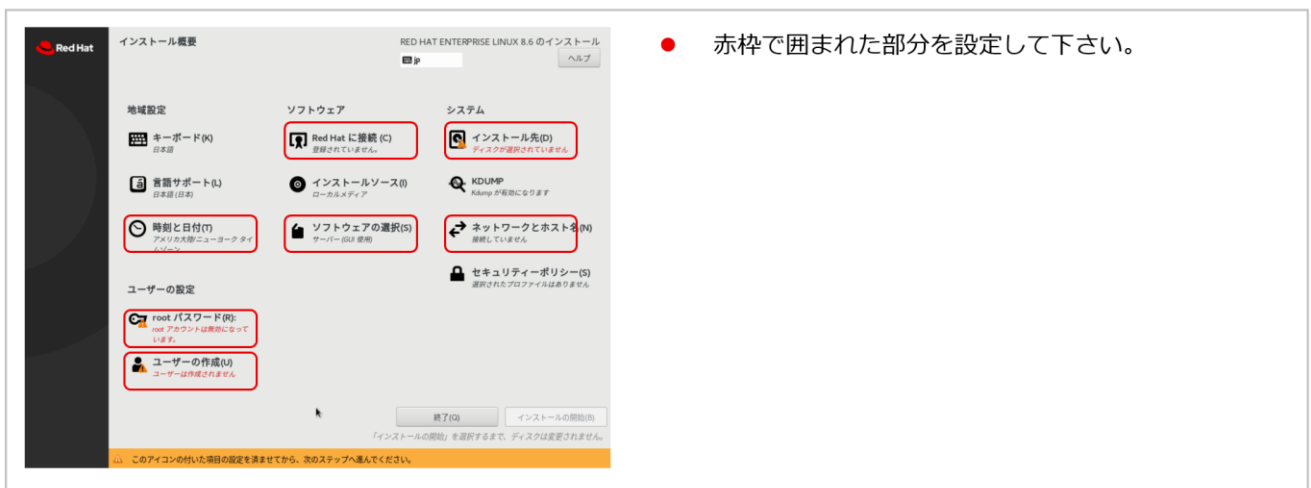 Red Hat
インストール概要
RED HAT ENTERPRISE LINUX 8.6 のインストール
jp
ヘルプ
地域設定
キーボード(K)
日本語
言語サポート(L)
日本語 (日本)
時刻と日付(T)
アメリカ大陸/ニューヨーク タイ
ムゾーン
ソフトウェア
Red Hat に接続 (C)
登録されていません。
インストールソース(I)
ローカルメディア
ソフトウェアの選択(S)
サーバー (GUI 使用)
システム
インストール先(D)
ディスクが選択されていません
KDUMP
Kdump が有効になります
ネットワークとホスト名(N)
接続していません
セキュリティーポリシー(S)
選択されたプロファイルはありません
ユーザーの設定
root パスワード(R):
root アカウントは無効になって
います。
ユーザーの作成(U)
ユーザーは作成されません
終了(Q)
インストールの開始(B)
「インストールの開始」を選択するまで、ディスクは変更されません。
このアイコンの付いた項目の設定を済ませてから、次のステップへ進んでください。
● 赤枠で囲まれた部分を設定して下さい。